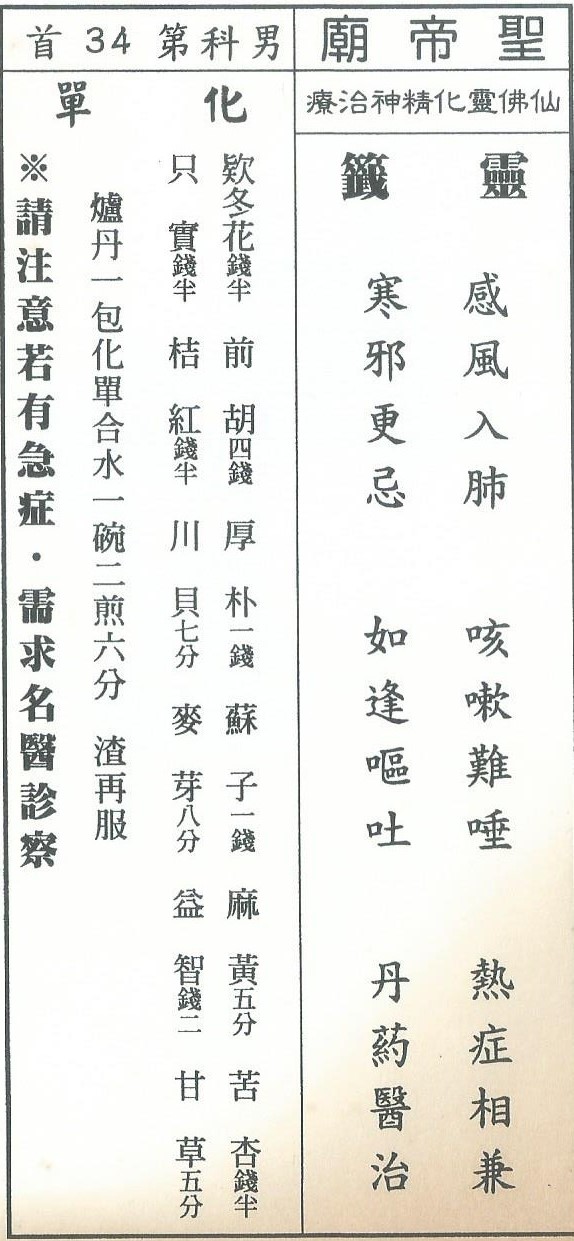 聖帝廟
男科第34首
仙佛靈化精神治療
靈籤
感風入肺 咳嗽難唾 熱症相兼
寒邪更忌 如逢嘔吐 丹葯醫治
化單
欵冬花錢半 前胡四錢 厚朴一錢 蘇子一錢 麻黃五分 苦杏錢半
只實錢半 桔紅錢半 川貝七分 麥芽八分 益智錢二 甘草五分
爐丹一包化單合水一碗二煎六分 渣再服
※請注意若有急症・需求名醫診察